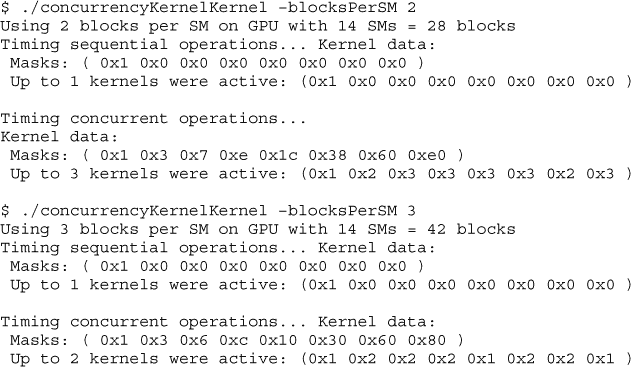 $ ./concurrencyKernelKernel -blocksPerSM 2
Using 2 blocks per SM on GPU with 14 SMs = 28 blocks
Timing sequential operations... Kernel data:
Masks: ( 0x1 0x0 0x0 0x0 0x0 0x0 0x0 0x0 )
Up to 1 kernels were active: (0x1 0x0 0x0 0x0 0x0 0x0 0x0 0x0 )
Timing concurrent operations...
Kernel data:
Masks: ( 0x1 0x3 0x7 0xe 0x1c 0x38 0x60 0xe0 )
Up to 3 kernels were active: (0x1 0x2 0x3 0x3 0x3 0x3 0x2 0x3 )
$ ./concurrencyKernelKernel -blocksPerSM 3
Using 3 blocks per SM on GPU with 14 SMs = 42 blocks
Timing sequential operations... Kernel data:
Masks: ( 0x1 0x0 0x0 0x0 0x0 0x0 0x0 0x0 )
Up to 1 kernels were active: (0x1 0x0 0x0 0x0 0x0 0x0 0x0 0x0 )
Timing concurrent operations... Kernel data:
Masks: ( 0x1 0x3 0x6 0xc 0x10 0x30 0x60 0x80 )
Up to 2 kernels were active: (0x1 0x2 0x2 0x2 0x1 0x2 0x2 0x1 )